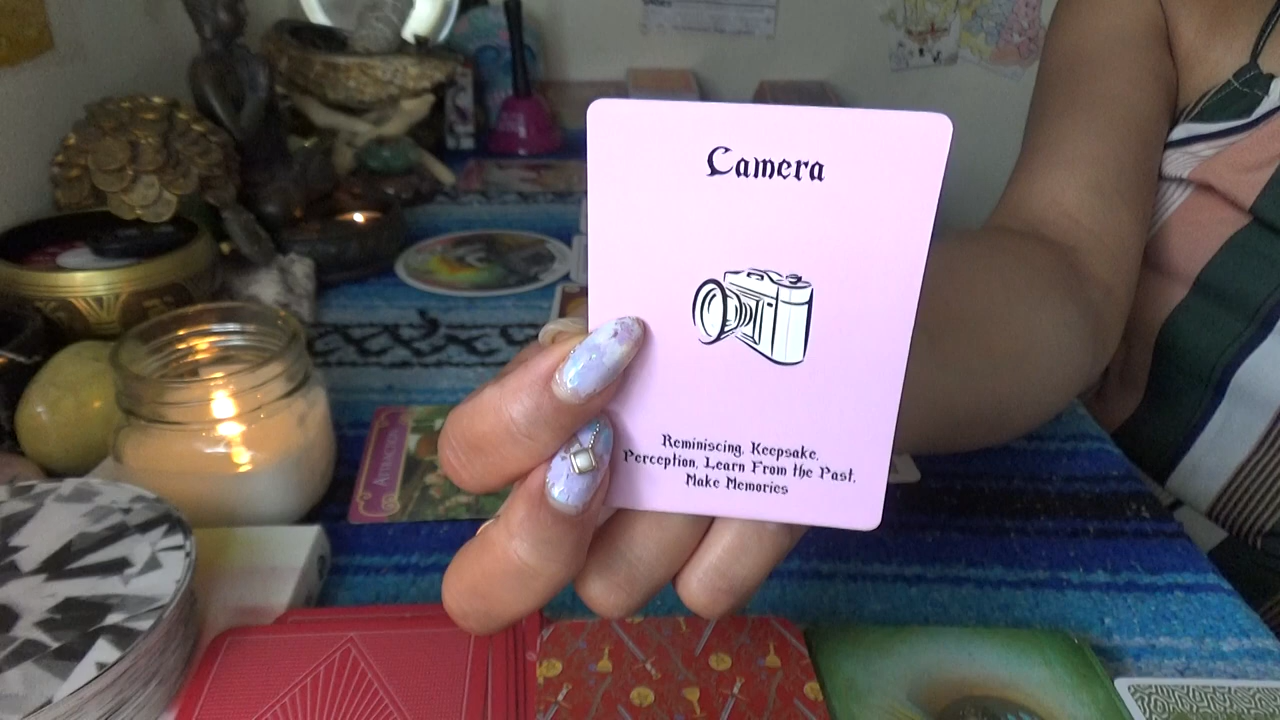 Camera
Reminiscing, Keepsake,
Perception, Learn From the Past,
Make Memories